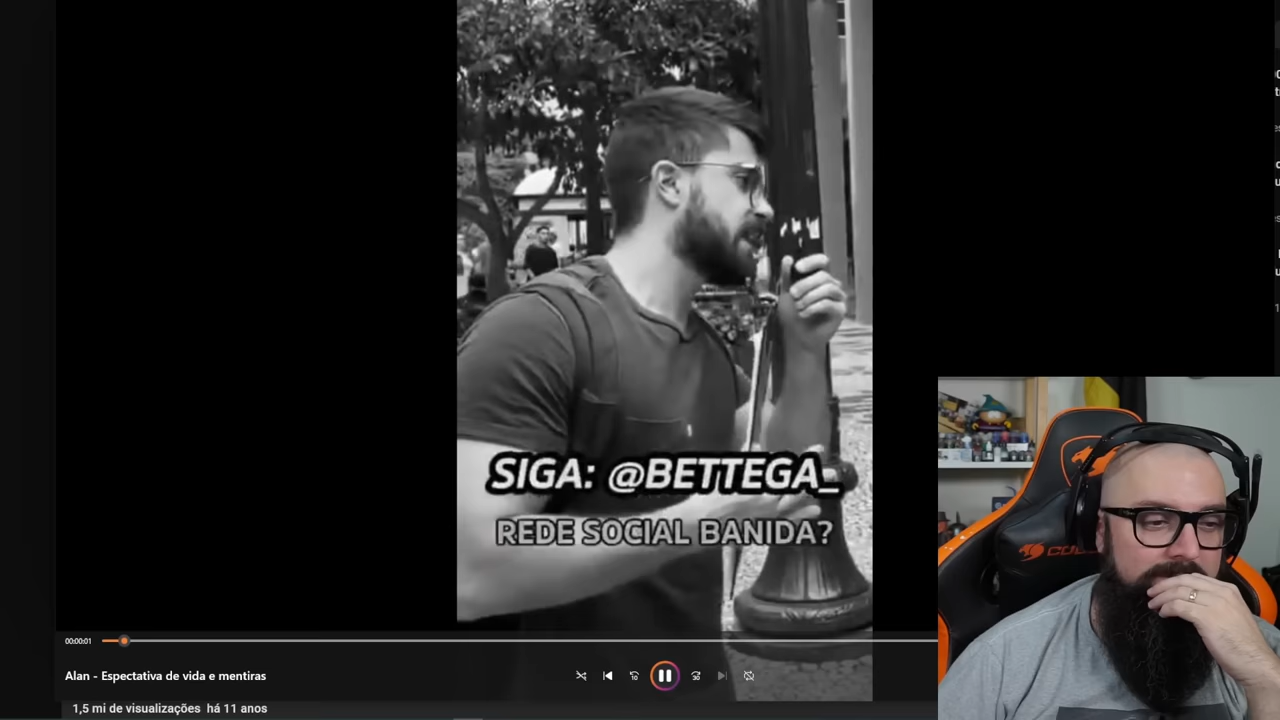 SIGA: @BETTEGA_
REDE SOCIAL BANIDA?
00:00:01
Alan - Espectativa de vida e mentiras
1,5 mi de visualizações há 11 anos